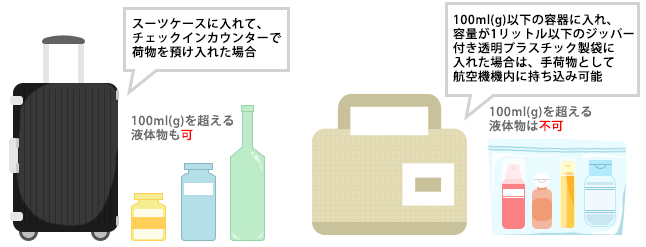 スーツケースに入れて、
チェックインカウンターで
荷物を預け入れた場合
100ml(g)を超える
液体物も可
100ml(g)以下の容器に入れ、
容量が1リットル以下のジッパー
付き透明プラスチック製袋に
入れた場合は、手荷物として
航空機機内に持ち込み可能
100ml(g)を超える
液体物は不可